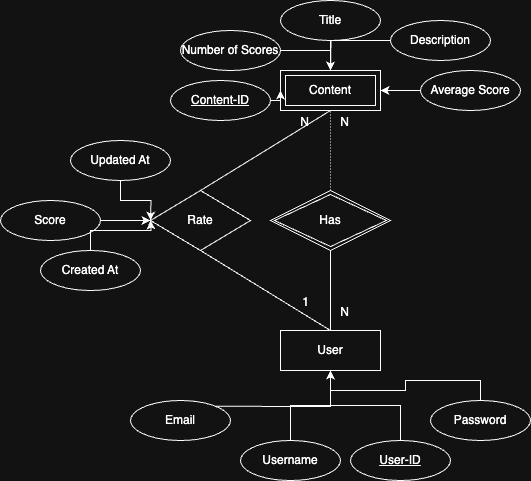 Title
Number of Scores
Description
Content-ID
Content
Average Score
N
N
Updated At
Score
Rate
Has
Created At
1
N
User
Email
Password
Username
User-ID